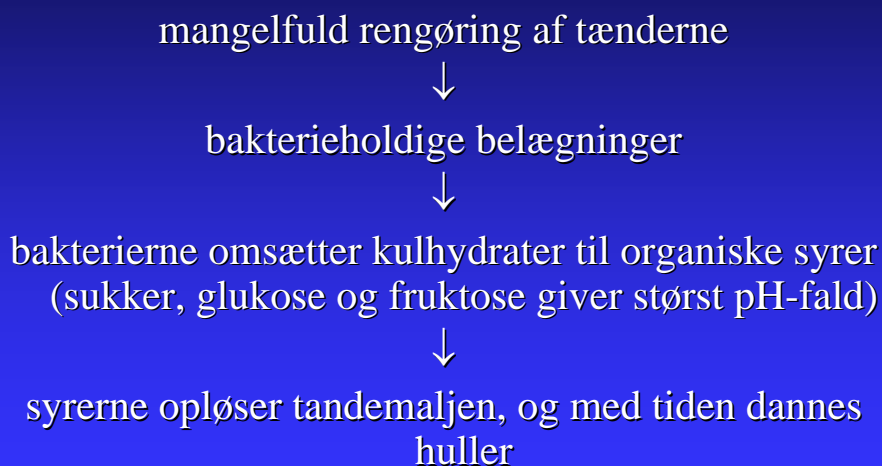 mangelfuld rengøring af tænderne
↓
bakterieholdige belægninger
↓
bakterierne omsætter kulhydrater til organiske syrer
(sukker, glukose og fruktose giver størst pH-fald)
↓
syrerne opløser tandemaljen, og med tiden dannes
huller